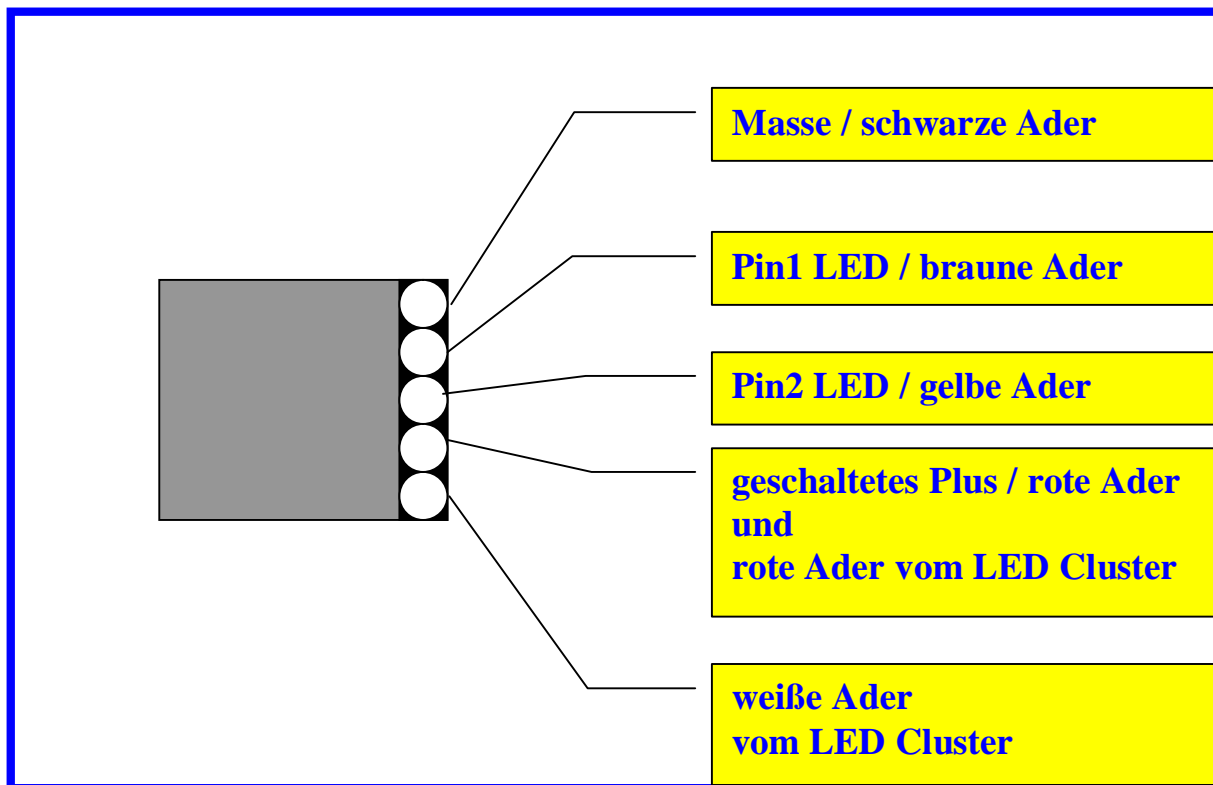 Masse / schwarze Ader
Pin1 LED / braune Ader
Pin2 LED / gelbe Ader
geschaltetes Plus / rote Ader
und
rote Ader vom LED Cluster
weiße Ader
vom LED Cluster